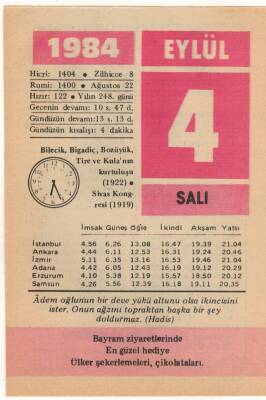 1984 EYLÜL
Hicri: 1404 • Zilhicce 8
Rumi: 1400 • Ağustos 22
Hızır: 122 • Yılın 248. günü
Gecenin devamı: 10 s. 47 d.
Gündüzün devamı: 13 s. 13 d.
Gündüzün kısalışı: 4 dakika
4
SALI
Bilecik, Bigadiç, Bozüyük,
Tire ve Kula'nın
kurtuluşu
(1922) •
Sivas Kong-
resi (1919)
İmsak Güneş Öğle İkindi Akşam Yatsı
İstanbul 4,56 6,26 13,08 16,47 19,39 21,04
Ankara 4,44 6,11 12,53 16,31 19,24 20,46
İzmir 5,11 6,35 13,16 16,53 19,46 21,04
Adana 4,42 6,05 12,43 16,19 19,12 20,29
Erzurum 4,10 5,38 12,19 15,57 18,50 20,12
Samsun 4,26 5,56 12,39 16,18 19,11 20,35
Âdem oğlunun bir deve yükü altunu olsa ikincisini
ister. Onun ağzını topraktan başka bir şey
doldurmaz. (Hadis)
Bayram ziyaretlerinde
En güzel hediye
Ülker şekerlemeleri, çikolataları.